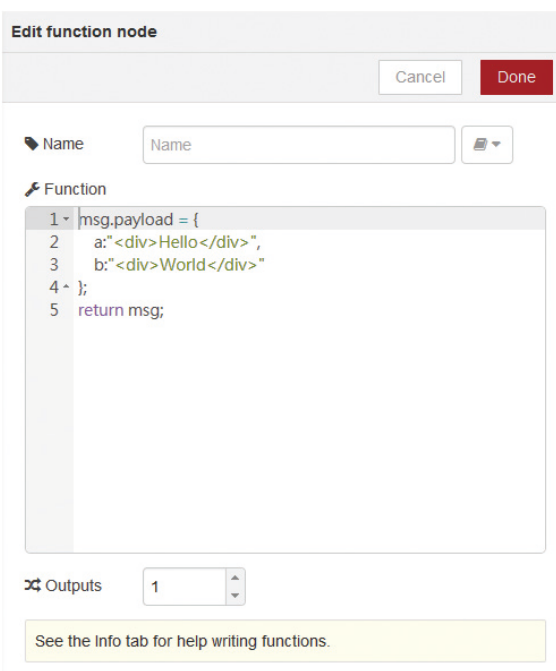 Edit function node
Cancel Done
Name Name
Function
1 msg.payload = {
2 a:"<div>Hello</div>",
3 b:"<div>World</div>"
4 };
5 return msg;
Outputs 1
See the Info tab for help writing functions.